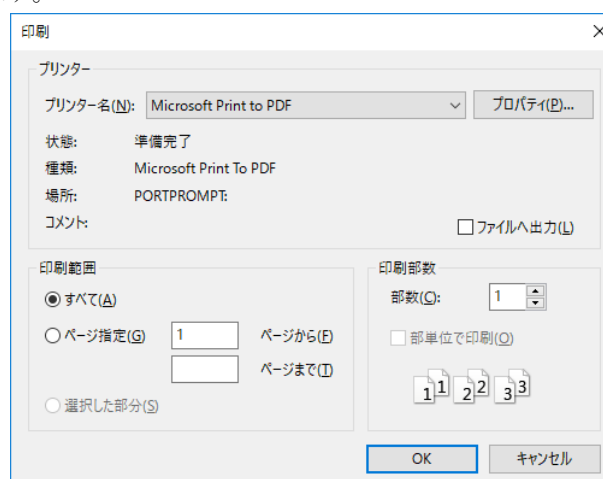 す。
印刷
プリンター
プリンター名(N): Microsoft Print to PDF プロパティ(P)...
状態: 準備完了
種類: Microsoft Print To PDF
場所: PORTPROMPT:
コメント: ファイルへ出力(L)
印刷範囲
すべて(A)
ページ指定(G) 1 ページから(F)
ページまで(T)
選択した部分(S)
印刷部数
部数(C): 1
部単位で印刷(O)
1 1 2 2 3 3
OK キャンセル